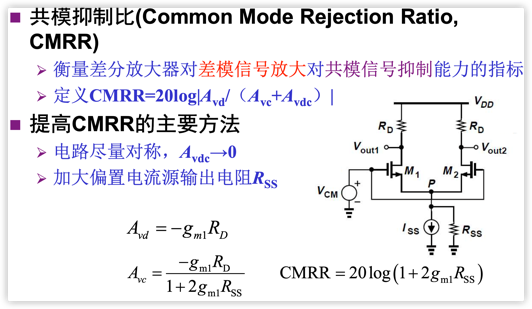 共模抑制比(Common Mode Rejection Ratio,
CMRR)
衡量差分放大器对差模信号放大对共模信号抑制能力的指标
定义CMRR=20log|Avd/（Avc+Avdc）|
提高CMRR的主要方法
电路尽量对称，Avdc→0
加大偏置电流源输出电阻RSS
VDD
RD RD
Vout1 Vout2
M1 M2
VCM + − P
ISS RSS
Avd = −gm1RD
Avc = −gm1RD / 1+2gm1RSS
CMRR = 20log(1+2gm1RSS)